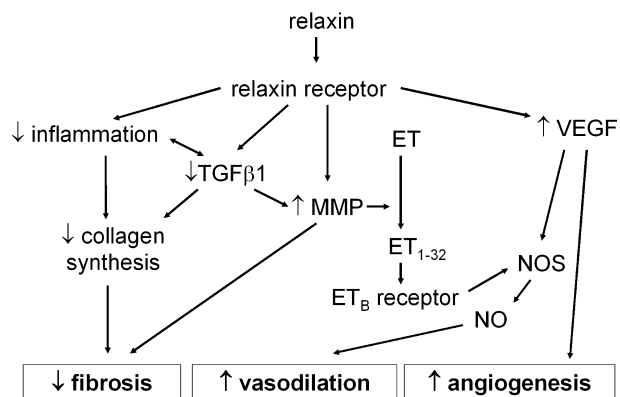 relaxin
relaxin receptor
↓ inflammation
ET
↑ VEGF
↓TGFβ1
↑ MMP
↓ collagen
synthesis
ET1-32
NOS
ETB receptor
NO
↓ fibrosis
↑ vasodilation
↑ angiogenesis